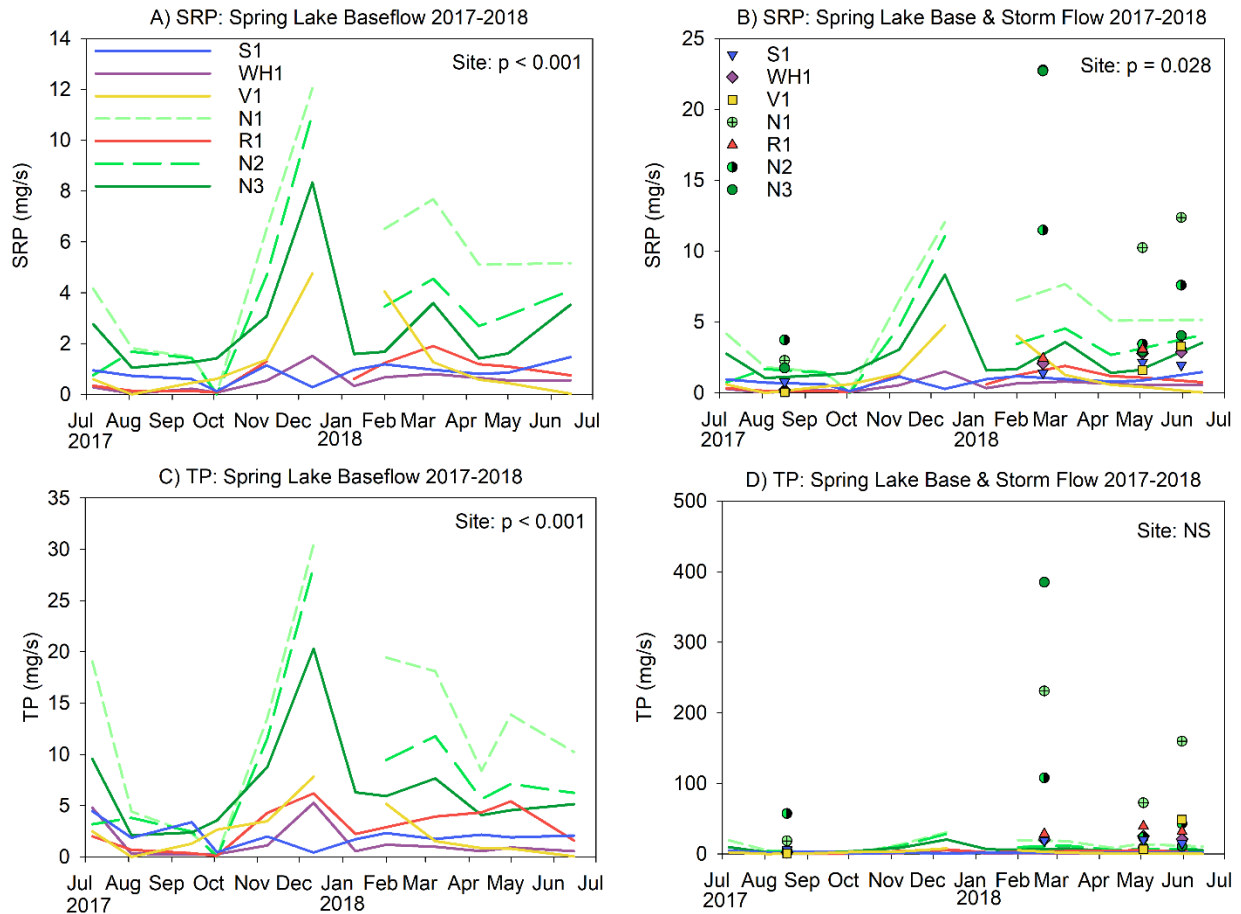 A) SRP: Spring Lake Baseflow 2017-2018
14
12
10
8
6
4
2
0
SRP (mg/s)
S1
WH1
V1
N1
R1
N2
N3
Site: p < 0.001
Jul Aug Sep Oct Nov Dec Jan Feb Mar Apr May Jun Jul
2017 2018
B) SRP: Spring Lake Base & Storm Flow 2017-2018
25
20
15
10
5
0
SRP (mg/s)
S1
WH1
V1
N1
R1
N2
N3
Site: p = 0.028
Jul Aug Sep Oct Nov Dec Jan Feb Mar Apr May Jun Jul
2017 2018
C) TP: Spring Lake Baseflow 2017-2018
35
30
25
20
15
10
5
0
TP (mg/s)
Site: p < 0.001
Jul Aug Sep Oct Nov Dec Jan Feb Mar Apr May Jun Jul
2017 2018
D) TP: Spring Lake Base & Storm Flow 2017-2018
500
400
300
200
100
0
TP (mg/s)
Site: NS
Jul Aug Sep Oct Nov Dec Jan Feb Mar Apr May Jun Jul
2017 2018